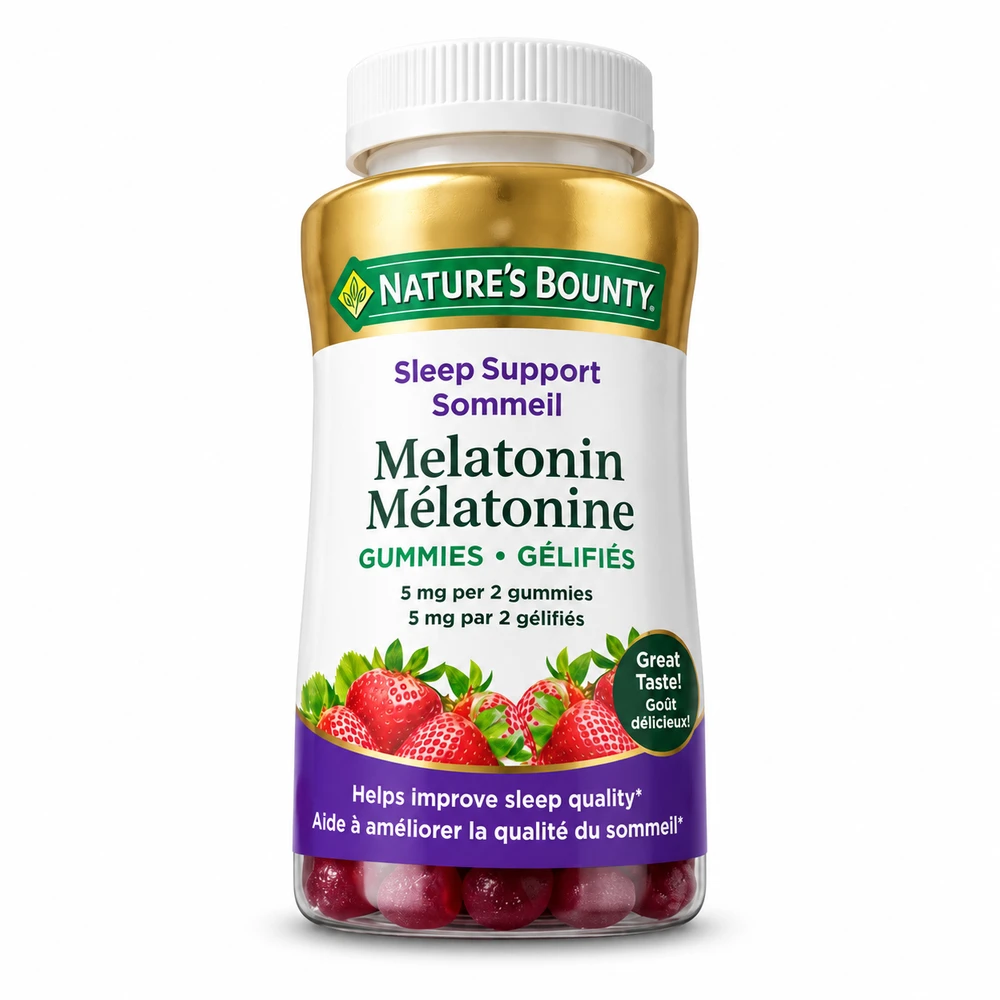 NATURE'S BOUNTY®
Sleep Support
Sommeil
Melatonin
Mélatonine
GUMMIES • GÉLIFIÉS
5 mg per 2 gummies
5 mg par 2 gélifiés
Great
Taste!
Goût
délicieux!
Helps improve sleep quality*
Aide à améliorer la qualité du sommeil*